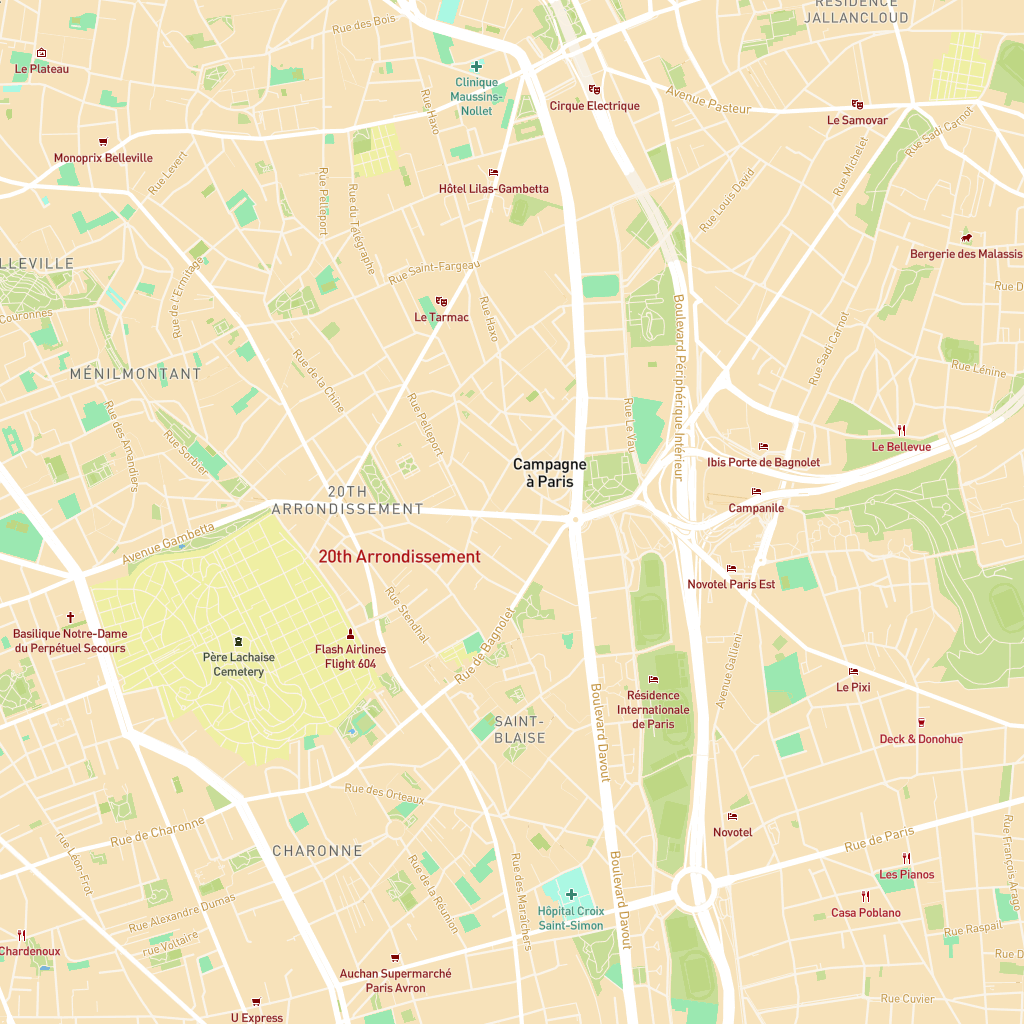 RÉSIDENCE
JALLANCLOUD
Rue des Bois
Le Plateau
Clinique
Maussins-
Nollet
Cirque Electrique
Avenue Pasteur
Le Samovar
Rue Haxo
Rue Sadi Carnot
Monoprix Belleville
Rue Levert
Hôtel Lilas-Gambetta
Rue Pelleport
Rue du Télégraphe
Rue Louis David
Rue Michelet
Bergerie des Malassis
LLEVILLE
Rue Saint-Fargeau
Rue de l'Ermitage
Rue D
Couronnes
Le Tarmac
Rue Haxo
Boulevard Périphérique Intérieur
Rue Sadi Carnot
MÉNILMONTANT
Rue de la Chine
Rue Lénine
Rue des Amandiers
Rue Pelleport
Rue Le Vau
Rue Sorbier
Le Bellevue
Campagne
à Paris
Ibis Porte de Bagnolet
20TH
ARRONDISSEMENT
Campanile
Avenue Gambetta
20th Arrondissement
Novotel Paris Est
Rue Stendhal
Rue de Bagnolet
Basilique Notre-Dame
du Perpétuel Secours
Flash Airlines
Flight 604
Père Lachaise
Cemetery
Avenue Gallieni
Le Pixi
Résidence
Internationale
de Paris
Boulevard Davout
SAINT-
BLAISE
Deck & Donohue
Rue des Orteaux
Novotel
Rue de Charonne
Rue de Paris
rue Léon-Frot
CHARONNE
Rue de la Réunion
Rue des Maraîchers
Boulevard Davout
Les Pianos
Rue François Arago
Rue Alexandre Dumas
Hôpital Croix
Saint-Simon
Casa Poblano
Rue Raspail
Chardenoux
rue Voltaire
Rue D
Auchan Supermarché
Paris Avron
Rue Cuvier
U Express